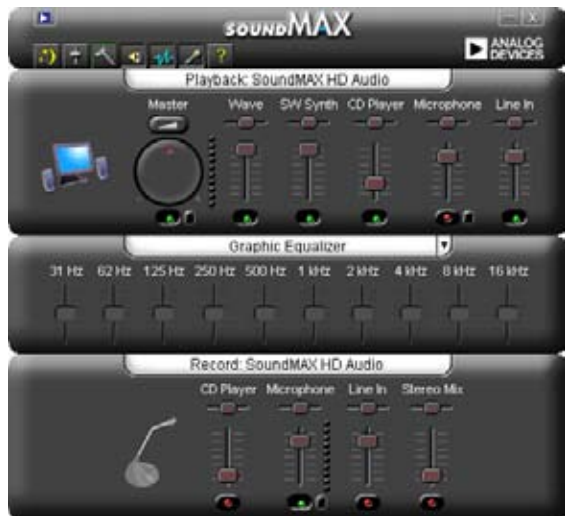 SOUNDMAX
ANALOG DEVICES
?
Playback: SoundMAX HD Audio
Master Wave SW Synth CD Player Microphone Line In
Graphic Equalizer
31 Hz 62 Hz 125 Hz 250 Hz 500 Hz 1 kHz 2 kHz 4 kHz 8 kHz 16 kHz
Record: SoundMAX HD Audio
CD Player Microphone Line In Stereo Mix